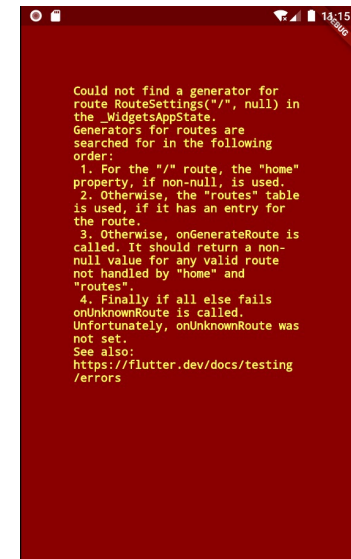 11:15
DEBUG
Could not find a generator for
route RouteSettings("/", null) in
the _WidgetsAppState.
Generators for routes are
searched for in the following
order:
1. For the "/" route, the "home"
property, if non-null, is used.
2. Otherwise, the "routes" table
is used, if it has an entry for
the route.
3. Otherwise, onGenerateRoute is
called. It should return a non-
null value for any valid route
not handled by "home" and
"routes".
4. Finally if all else fails
onUnknownRoute is called.
Unfortunately, onUnknownRoute was
not set.
See also:
https://flutter.dev/docs/testing
/errors